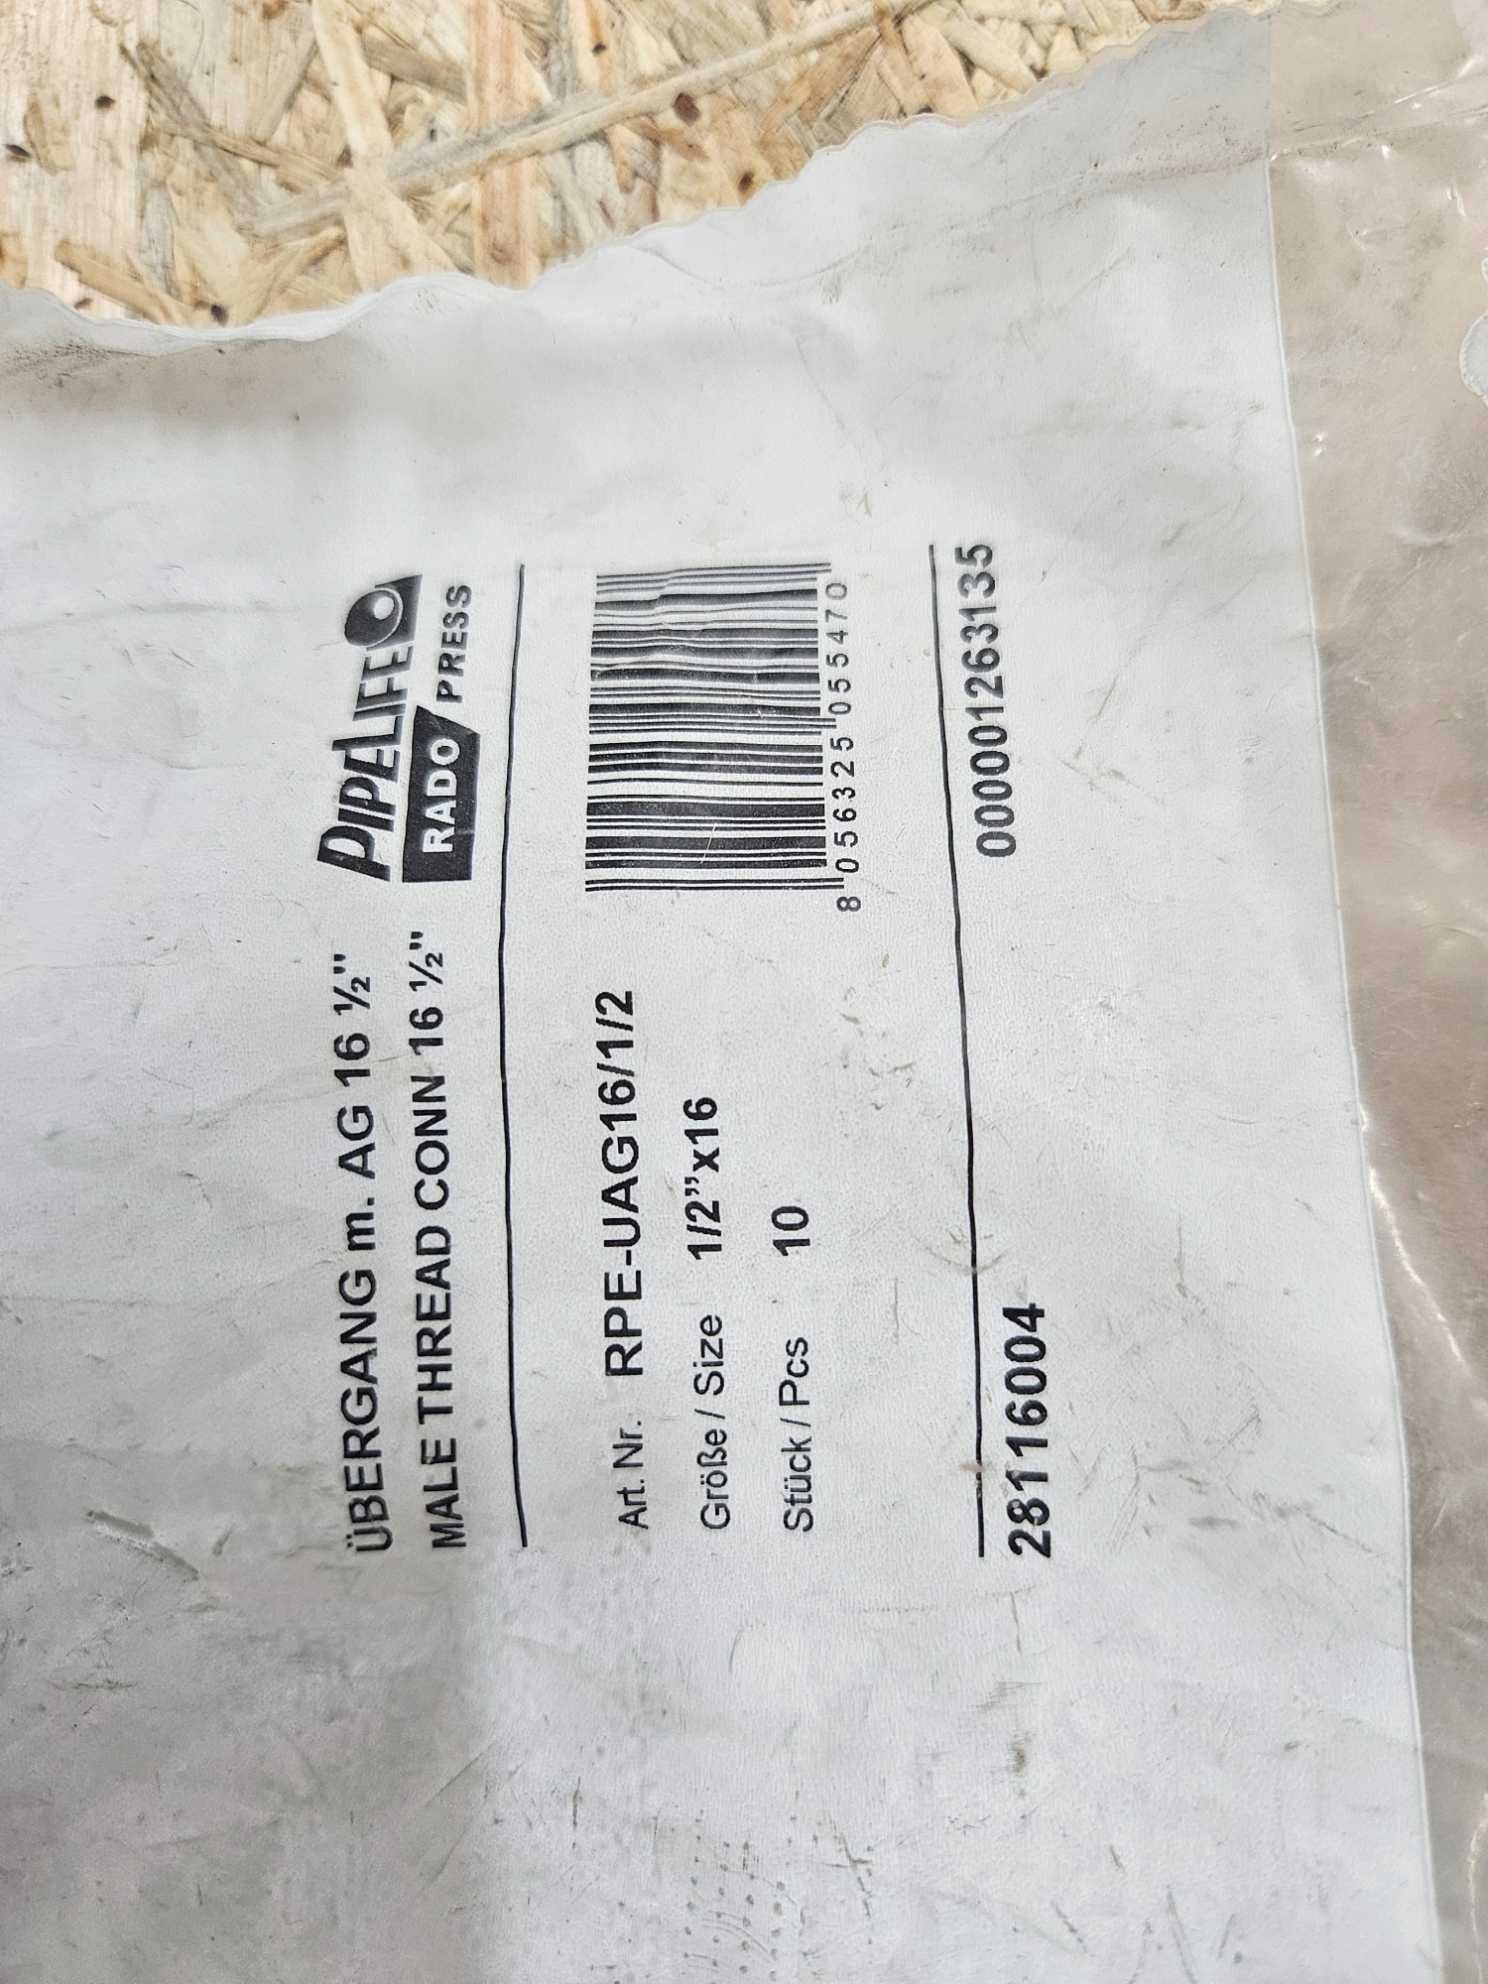 ÜBERGANG m. AG 16 ½"
MALE THREAD CONN 16 ½"
PIPELIFE
RADO PRESS
Art. Nr. RPE-UAG16/1/2
Größe / Size 1/2”x16
Stück / Pcs 10
8 056325 055470
28116004
000001263135